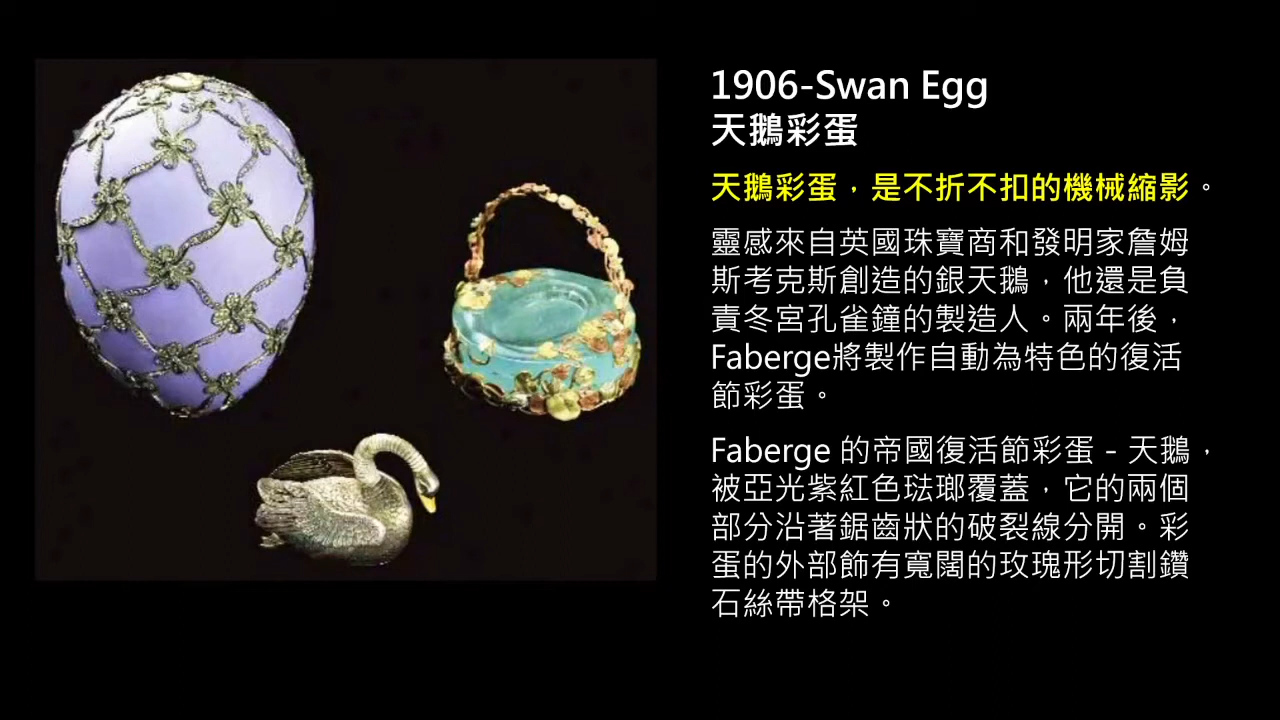 1906-Swan Egg
天鵝彩蛋
天鵝彩蛋，是不折不扣的機械縮影。
靈感來自英國珠寶商和發明家詹姆
斯考克斯創造的銀天鵝，他還是負
責冬宮孔雀鐘的製造人。兩年後，
Faberge將製作自動為特色的復活
節彩蛋。
Faberge 的帝國復活節彩蛋 - 天鵝，
被亞光紫紅色琺瑯覆蓋，它的兩個
部分沿著鋸齒狀的破裂線分開。彩
蛋的外部飾有寬闊的玫瑰形切割鑽
石絲帶格架。